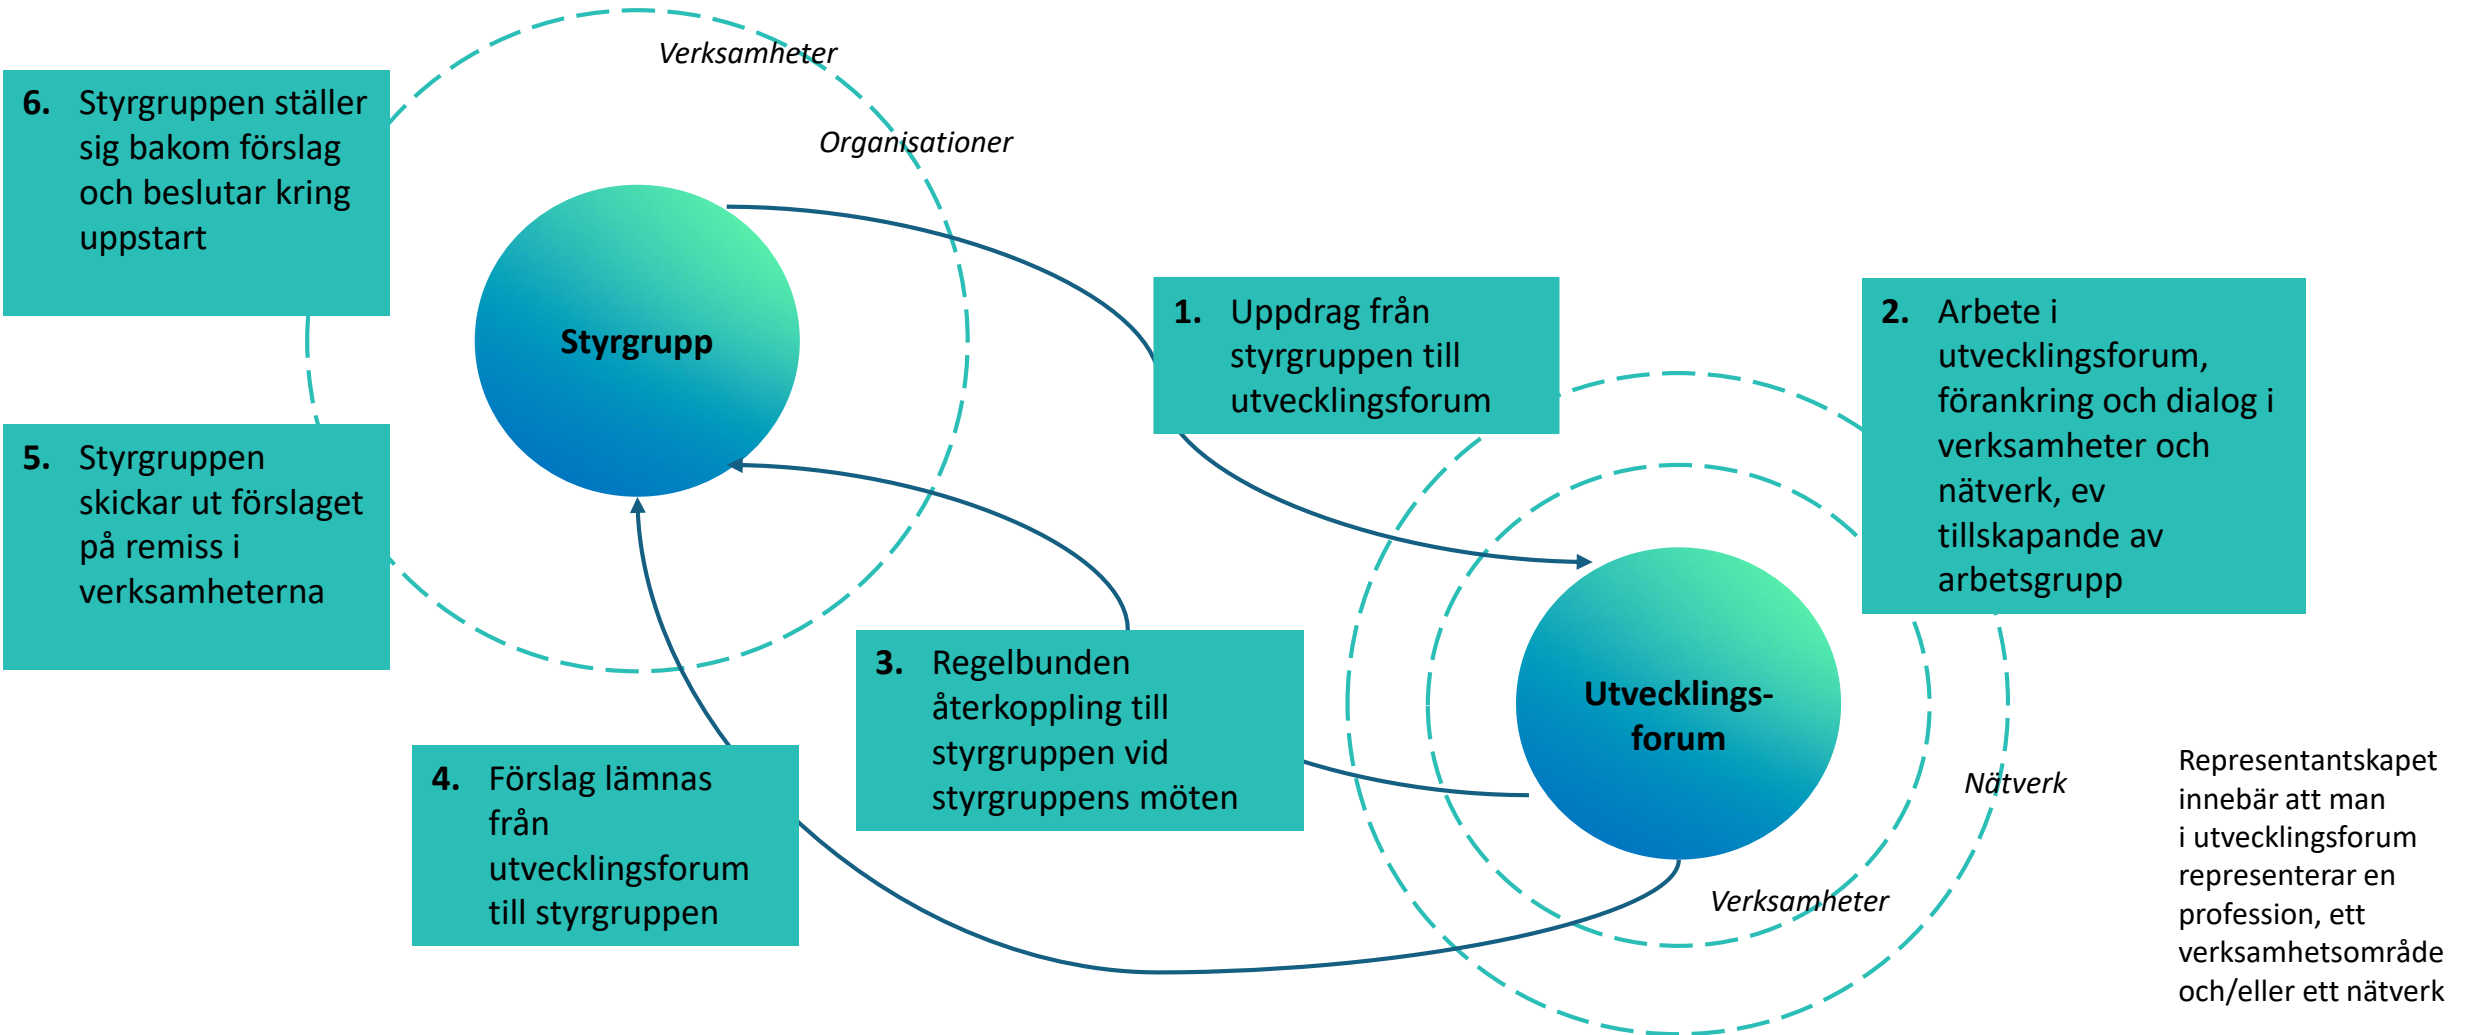 Verksamheter
Organisationer
Styrgrupp
6. Styrgruppen ställer
sig bakom förslag
och beslutar kring
uppstart
5. Styrgruppen
skickar ut förslaget
på remiss i
verksamheterna
1. Uppdrag från
styrgruppen till
utvecklingsforum
2. Arbete i
utvecklingsforum,
förankring och dialog i
verksamheter och
nätverk, ev
tillskapande av
arbetsgrupp
3. Regelbunden
återkoppling till
styrgruppen vid
styrgruppens möten
4. Förslag lämnas
från
utvecklingsforum
till styrgruppen
Utvecklings-
forum
Nätverk
Verksamheter
Representantskapet
innebär att man
i utvecklingsforum
representerar en
profession, ett
verksamhetsområde
och/eller ett nätverk